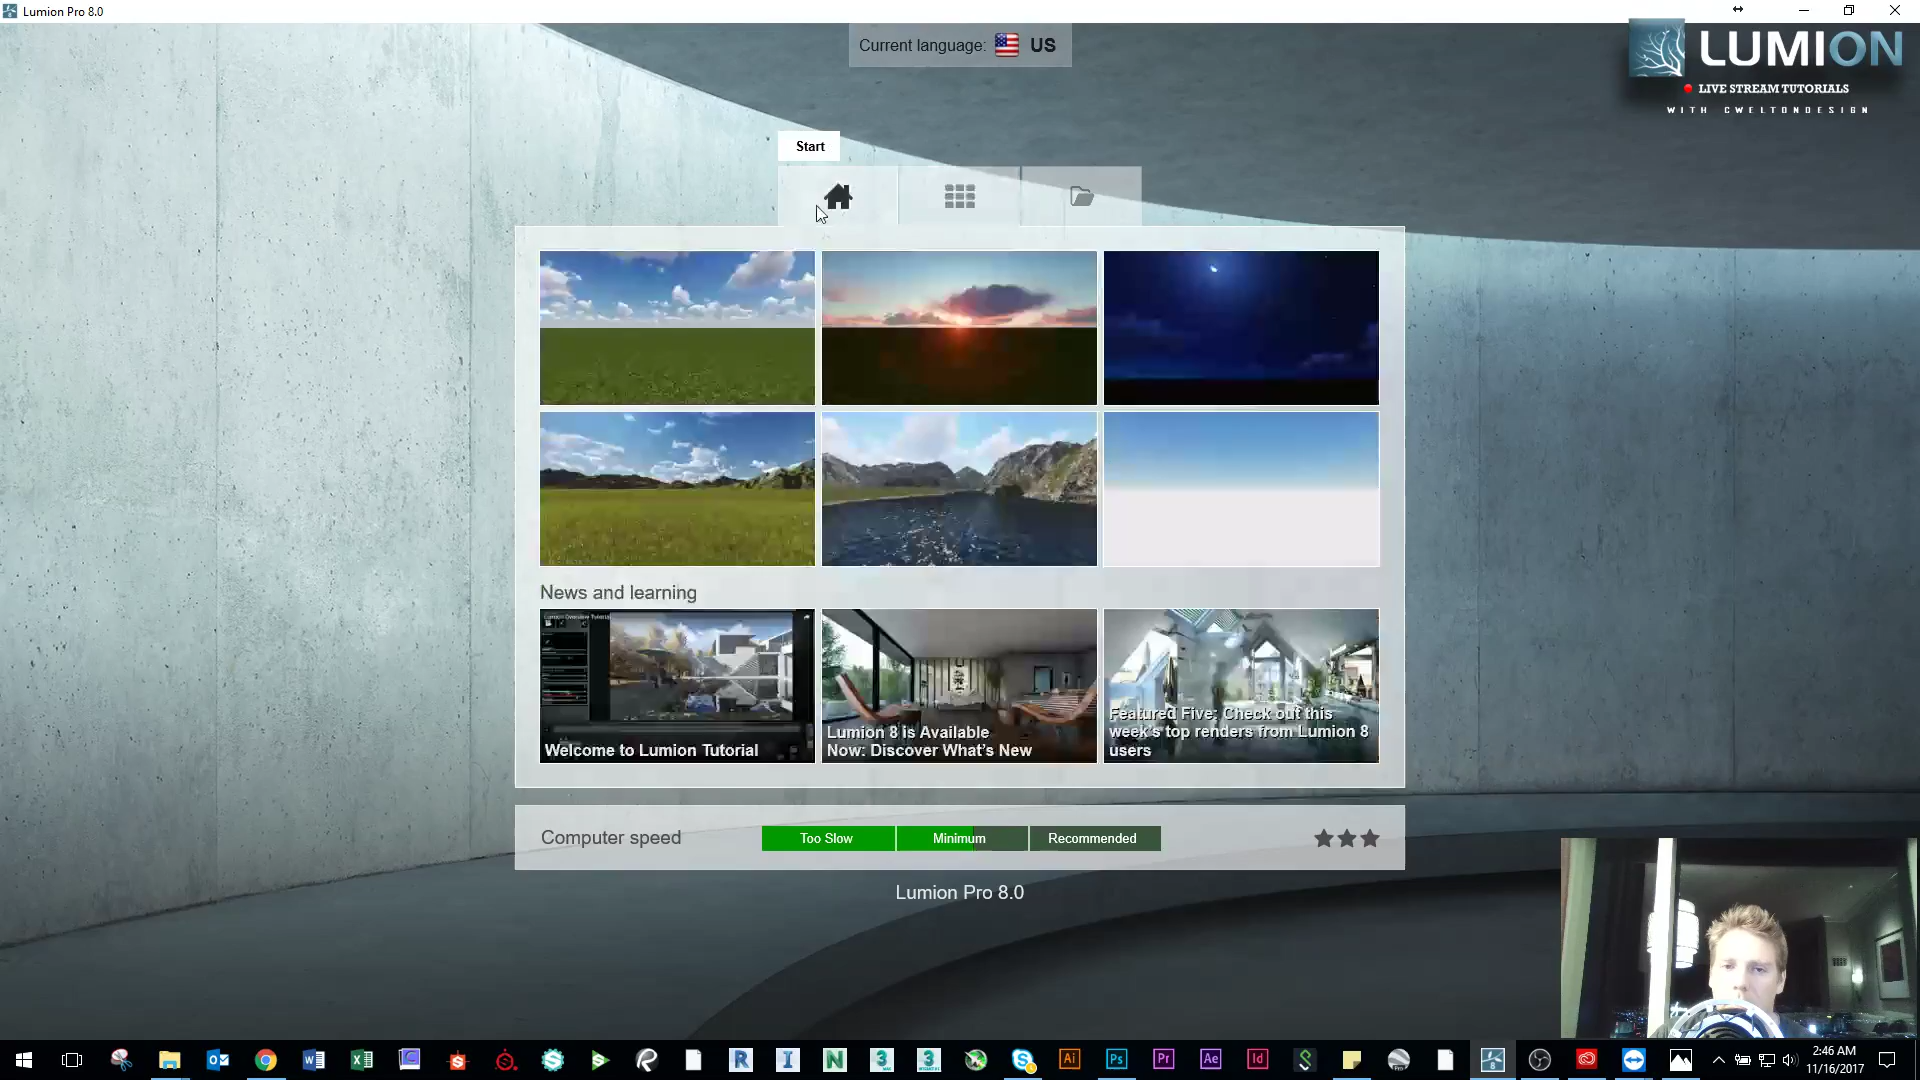 Lumion Pro 8.0
Current language: US
LUMION
LIVE STREAM TUTORIALS
WITH CWELTONDESIGN
Start
News and learning
Welcome to Lumion Tutorial
Lumion 8 is Available
Now: Discover What's New
Featured Five: Check out this
week's top renders from Lumion 8
users
Computer speed
Too Slow
Minimum
Recommended
Lumion Pro 8.0
2:46 AM
11/16/2017